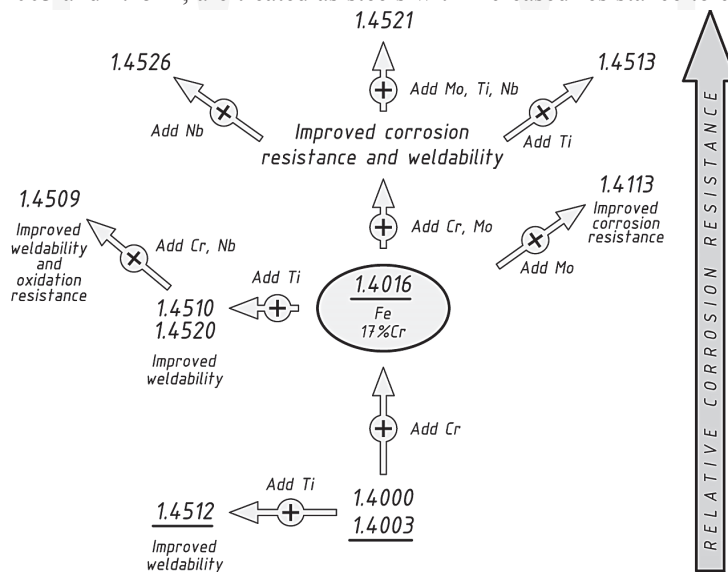 1.4521
1.4526
1.4513
Add Mo, Ti, Nb
Add Nb
Improved corrosion
resistance and weldability
Add Ti
1.4509
Improved
weldability
and
oxidation
resistance
Add Cr, Nb
Add Cr, Mo
1.4113
Improved
corrosion
resistance
Add Mo
Add Ti
1.4510
1.4520
Improved
weldability
1.4016
Fe
17%Cr
Add Cr
Add Ti
1.4512
Improved
weldability
1.4000
1.4003
RELATIVE CORROSION RESISTANCE